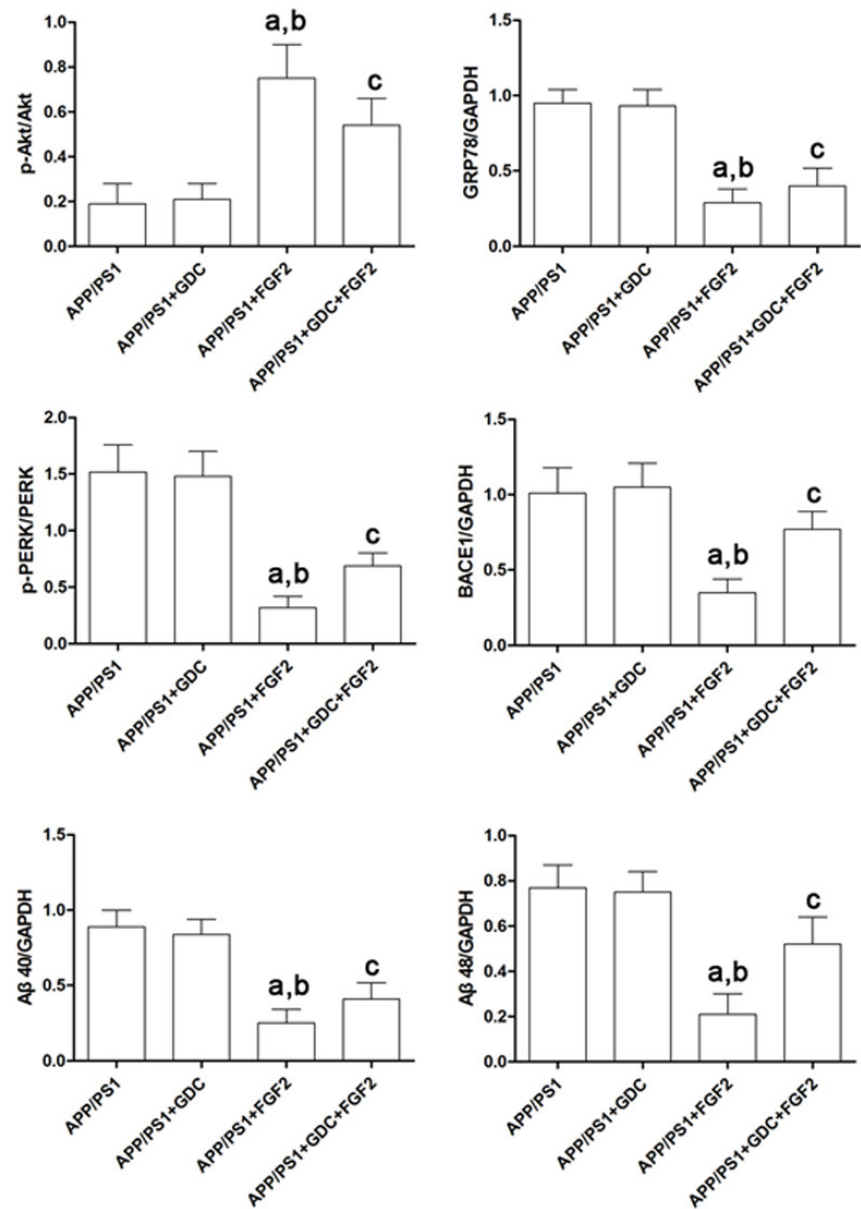 p-Akt/Akt
1.0
0.8
0.6
0.4
0.2
0.0
a,b
c
APP/PS1
APP/PS1+GDC
APP/PS1+FGF2
APP/PS1+GDC+FGF2
GRP78/GAPDH
1.5
1.0
0.5
0.0
a,b
c
APP/PS1
APP/PS1+GDC
APP/PS1+FGF2
APP/PS1+GDC+FGF2
p-PERK/PERK
2.0
1.5
1.0
0.5
0.0
a,b
c
APP/PS1
APP/PS1+GDC
APP/PS1+FGF2
APP/PS1+GDC+FGF2
BACE1/GAPDH
1.5
1.0
0.5
0.0
a,b
c
APP/PS1
APP/PS1+GDC
APP/PS1+FGF2
APP/PS1+GDC+FGF2
Aβ 40/GAPDH
1.5
1.0
0.5
0.0
a,b
c
APP/PS1
APP/PS1+GDC
APP/PS1+FGF2
APP/PS1+GDC+FGF2
Aβ 48/GAPDH
1.0
0.8
0.6
0.4
0.2
0.0
a,b
c
APP/PS1
APP/PS1+GDC
APP/PS1+FGF2
APP/PS1+GDC+FGF2